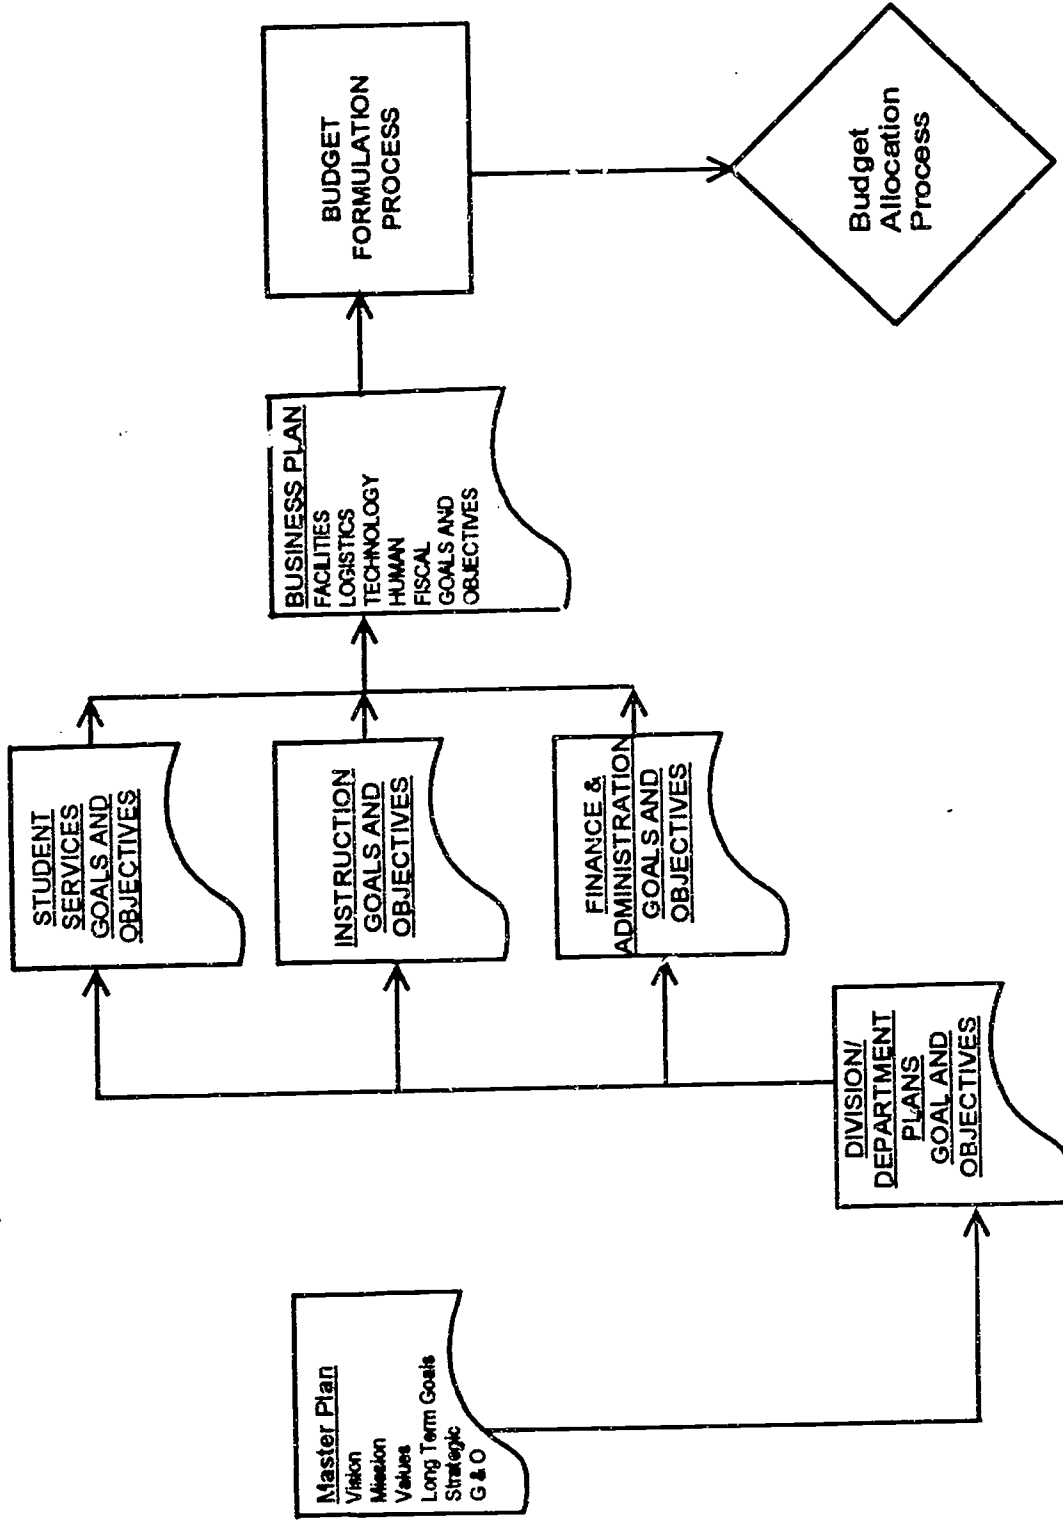 Master Plan
Vision
Mission
Values
Long Term Goals
Strategic
G & O
DIVISION/
DEPARTMENT
PLANS
GOAL AND
OBJECTIVES
STUDENT
SERVICES
GOALS AND
OBJECTIVES
INSTRUCTION
GOALS AND
OBJECTIVES
FINANCE &
ADMINISTRATION
GOALS AND
OBJECTIVES
BUSINESS PLAN
FACILITIES
LOGISTICS
TECHNOLOGY
HUMAN
FISCAL
GOALS AND
OBJECTIVES
BUDGET
FORMULATION
PROCESS
Budget
Allocation
Process